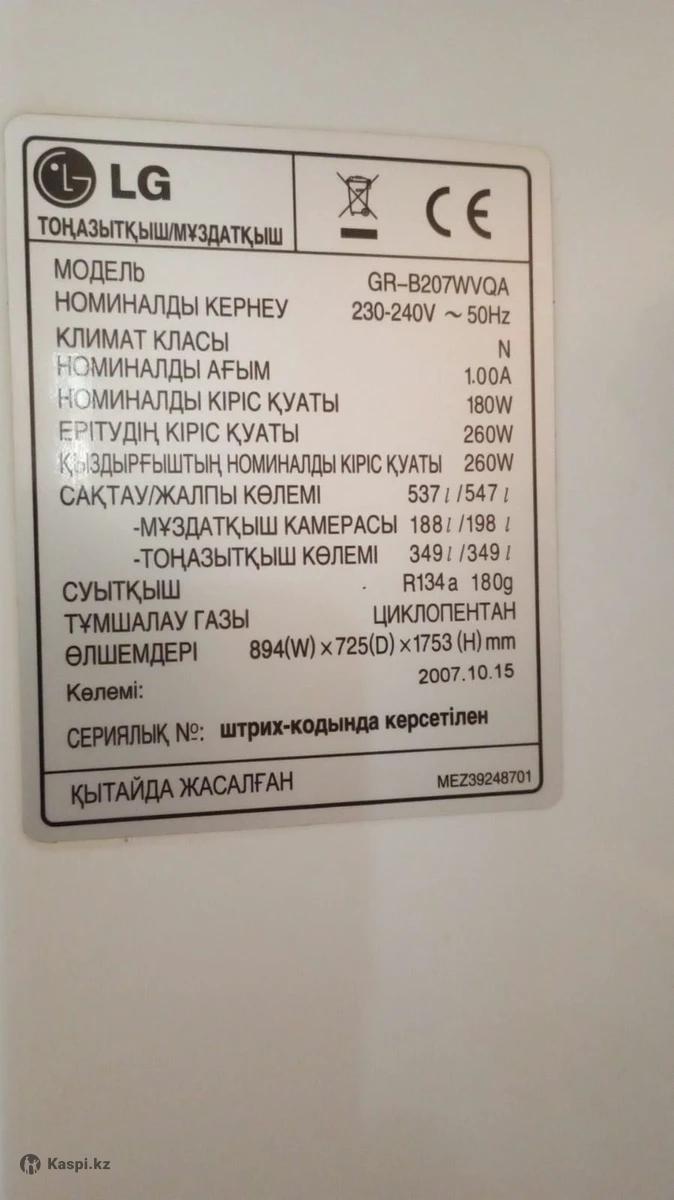 LG
ТОҢАЗЫТҚЫШ/МҰЗДАТҚЫШ
CE
МОДЕЛЬ GR-B207WVQA
НОМИНАЛДЫ КЕРНЕУ 230-240V ~ 50Hz
КЛИМАТ КЛАСЫ N
НОМИНАЛДЫ АҒЫМ 1.00A
НОМИНАЛДЫ КІРІС ҚУАТЫ 180W
ЕРІТУДІҢ КІРІС ҚУАТЫ 260W
ҚЫЗДЫРҒЫШТЫҢ НОМИНАЛДЫ КІРІС ҚУАТЫ 260W
САҚТАУ/ЖАЛПЫ КӨЛЕМІ 537 l /547 l
-МҰЗДАТҚЫШ КАМЕРАСЫ 188 l /198 l
-ТОҢАЗЫТҚЫШ КӨЛЕМІ 349 l /349 l
СУЫТҚЫШ R134a 180g
ТҰМШАЛАУ ГАЗЫ ЦИКЛОПЕНТАН
ӨЛШЕМДЕРІ 894(W)×725(D)×1753 (H) mm
Көлемі: 2007.10.15
СЕРИЯЛЫҚ №: штрих-кодында керсетілен
ҚЫТАЙДА ЖАСАЛҒАН MEZ39248701
Kaspi.kz